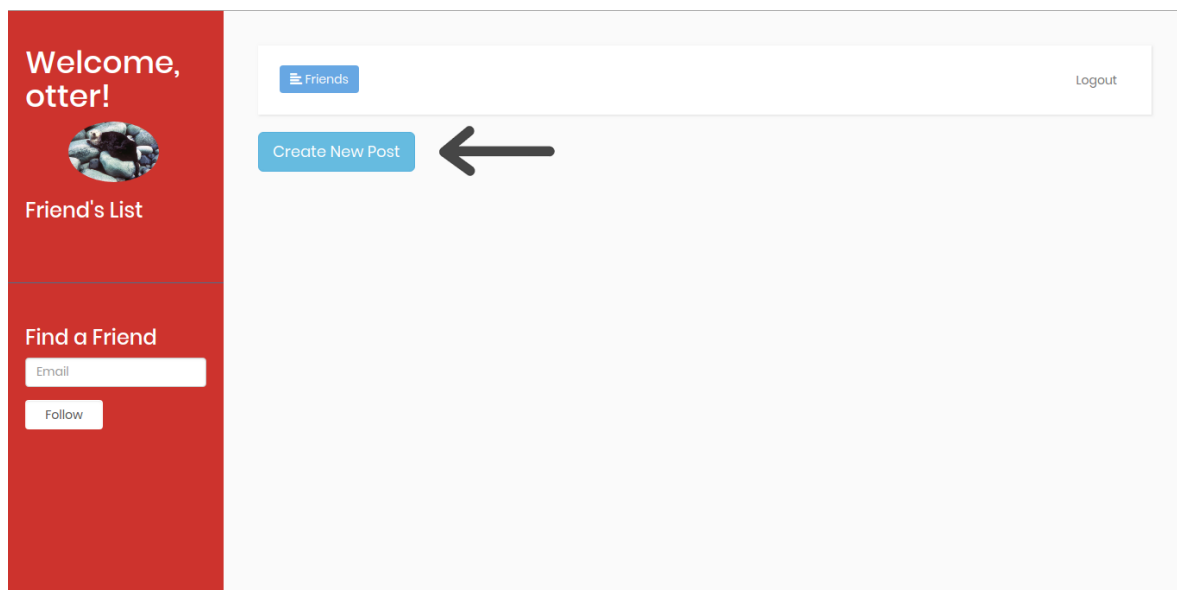 Welcome,
otter!
Friend's List
Find a Friend
Email
Follow
Friends
Logout
Create New Post